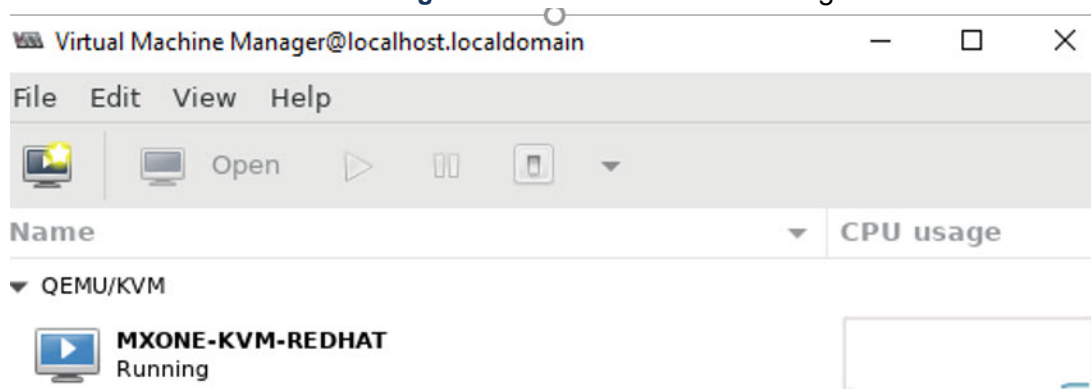 Virtual Machine Manager@localhost.localdomain
File Edit View Help
Open
Name CPU usage
QEMU/KVM
MXONE-KVM-REDHAT
Running